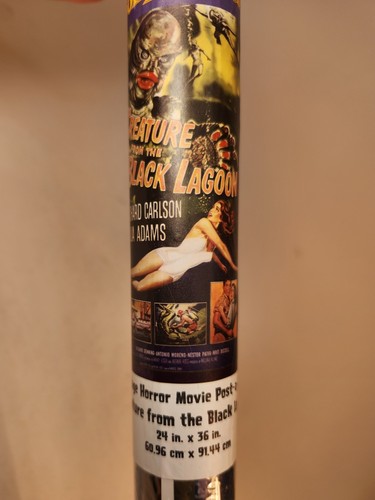 REATURE
FROM THE
BLACK LAGOON
ARD CARLSON
A ADAMS
ge Horror Movie Post
ure from the Black
24 in. x 36 in.
60.96 cm x 91.44 cm